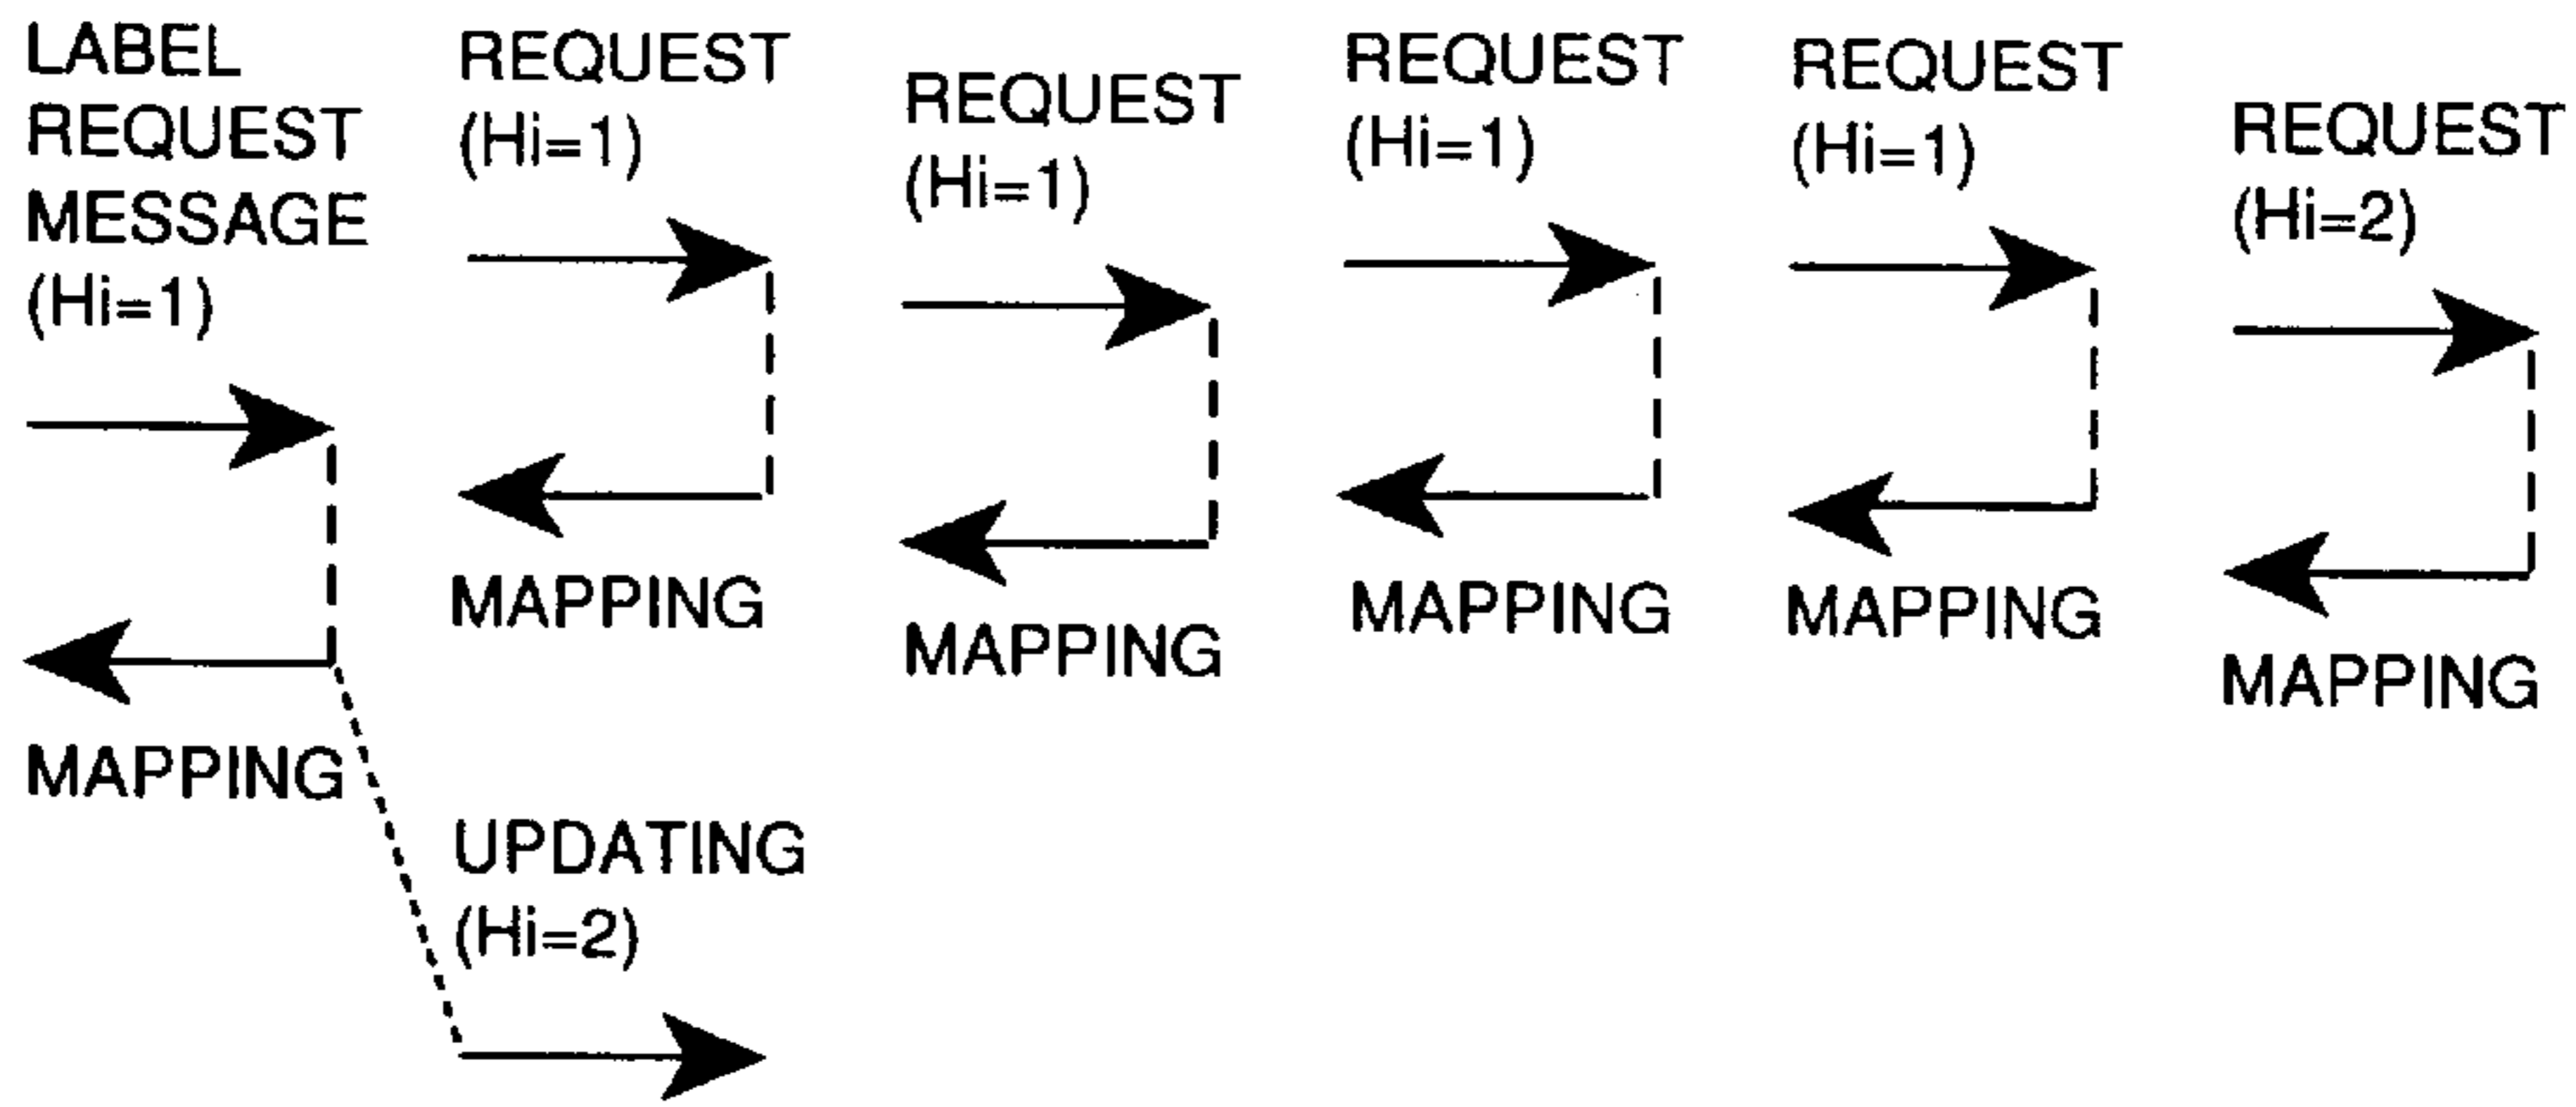 LABEL
REQUEST
MESSAGE
(Hi=1)
REQUEST
(Hi=1)
REQUEST
(Hi=1)
REQUEST
(Hi=1)
REQUEST
(Hi=1)
REQUEST
(Hi=2)
MAPPING
MAPPING
MAPPING
MAPPING
MAPPING
MAPPING
UPDATING
(Hi=2)